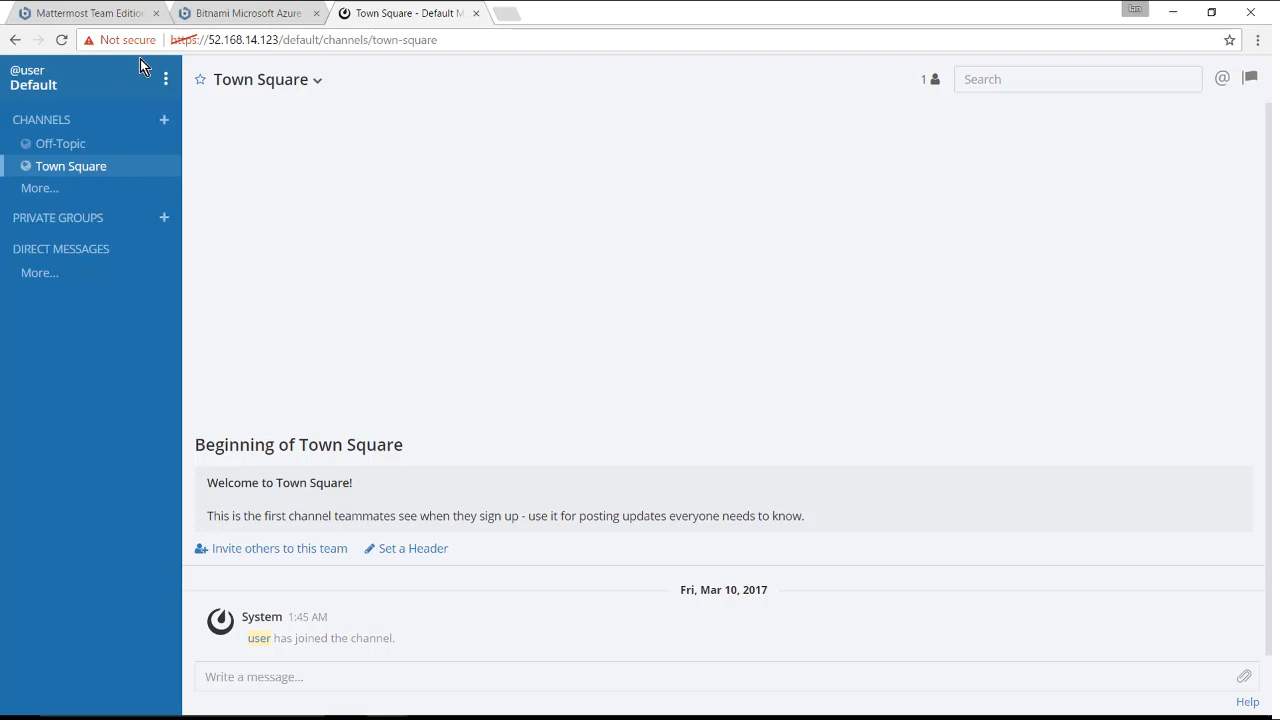 Mattermost Team Editio
Bitnami Microsoft Azure
Town Square - Default M
Ian
Not secure
https://52.168.14.123/default/channels/town-square
@user
Default
Town Square
1
Search
@
CHANNELS
+
Off-Topic
Town Square
More...
PRIVATE GROUPS
+
DIRECT MESSAGES
More...
Beginning of Town Square
Welcome to Town Square!
This is the first channel teammates see when they sign up - use it for posting updates everyone needs to know.
Invite others to this team
Set a Header
Fri, Mar 10, 2017
System 1:45 AM
user has joined the channel.
Write a message...
Help